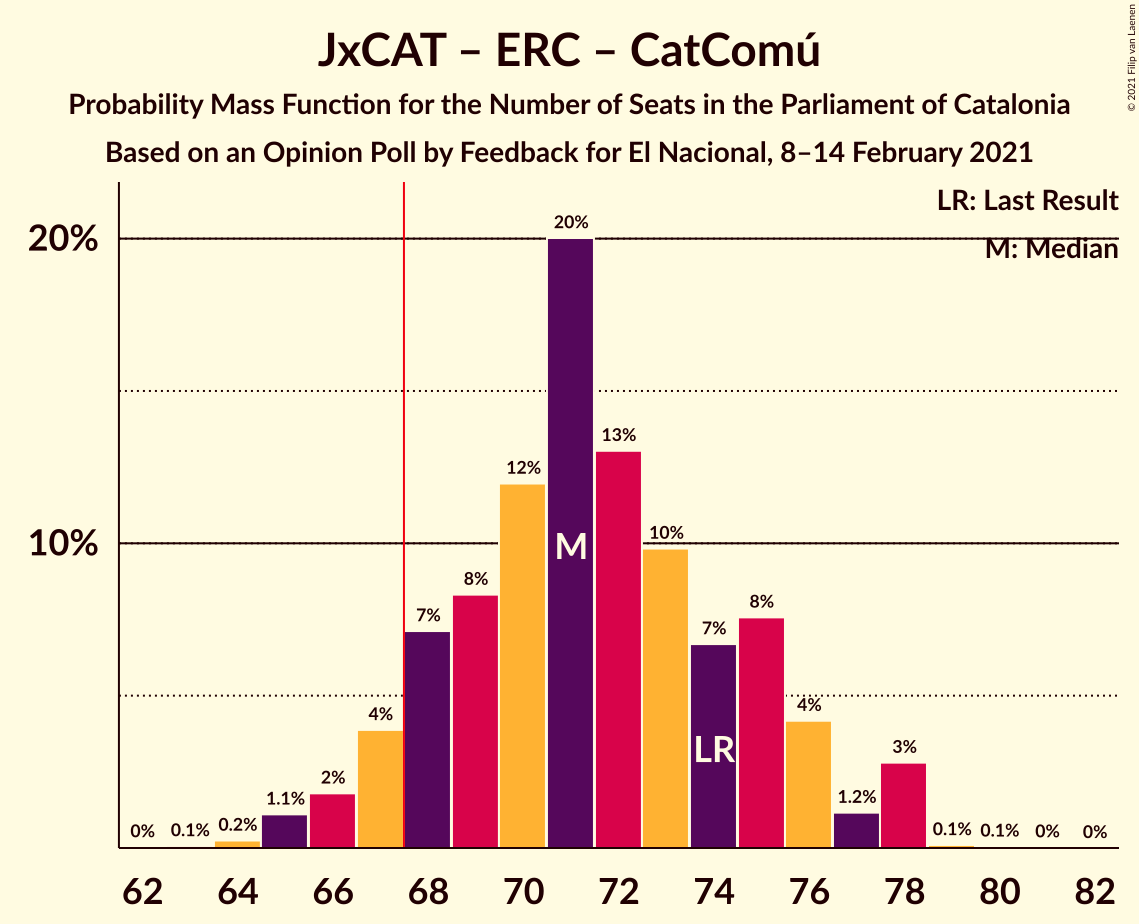 JxCAT – ERC – CatComú
Probability Mass Function for the Number of Seats in the Parliament of Catalonia
Based on an Opinion Poll by Feedback for El Nacional, 8–14 February 2021
© 2021 Filip van Laenen
LR: Last Result
M: Median
20%
10%
0%
0.1%
0.2%
1.1%
2%
4%
7%
8%
12%
20%
13%
10%
7%
8%
4%
1.2%
3%
0.1%
0.1%
0%
0%
M
LR
62 64 66 68 70 72 74 76 78 80 82